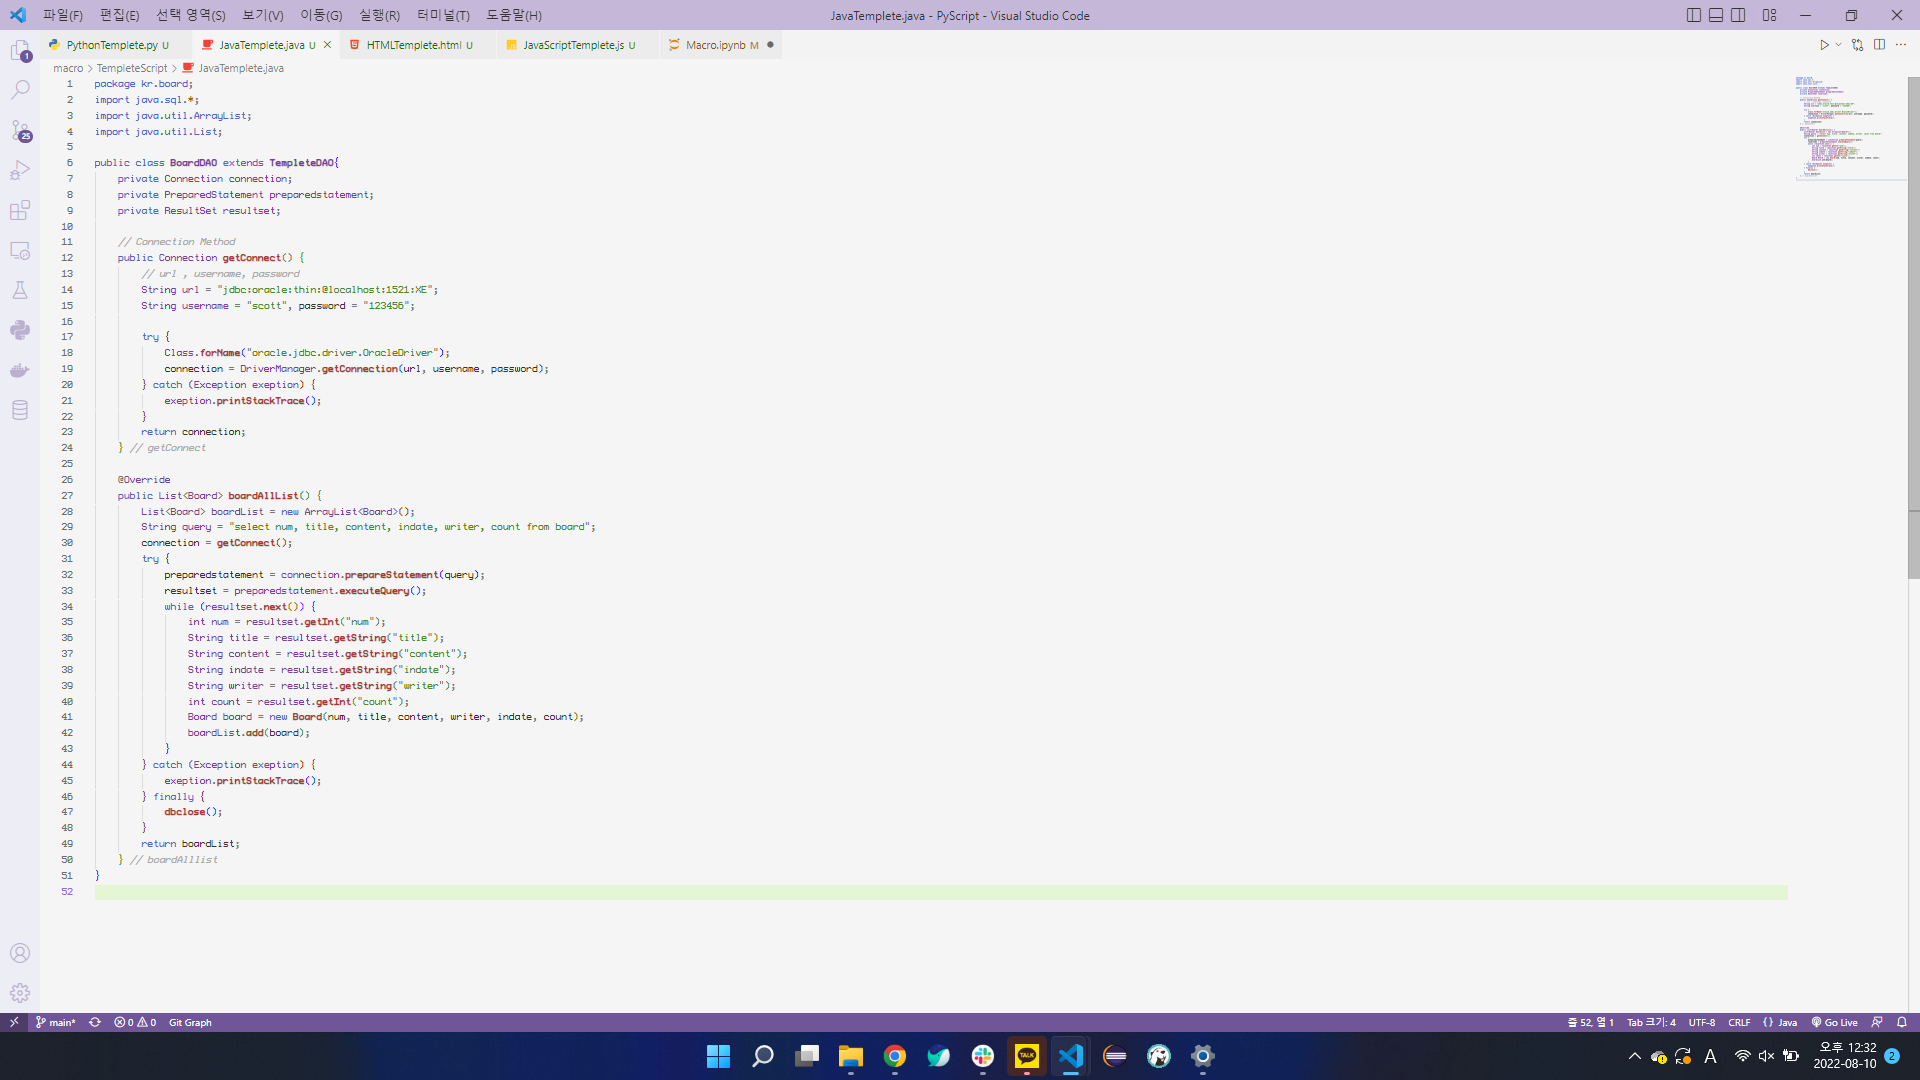 파일(F) 편집(E) 선택 영역(S) 보기(V) 이동(G) 실행(R) 터미널(T) 도움말(H)
JavaTemplete.java - PyScript - Visual Studio Code
PythonTemplete.py U
JavaTemplete.java U
HTMLTemplete.html U
JavaScriptTemplete.js U
Macro.ipynb M
macro > TempleteScript > JavaTemplete.java
1 package kr.board;
2 import java.sql.*;
3 import java.util.ArrayList;
4 import java.util.List;
5
6 public class BoardDAO extends TempleteDAO{
7 private Connection connection;
8 private PreparedStatement preparedstatement;
9 private ResultSet resultset;
10
11 // Connection Method
12 public Connection getConnect() {
13 // url , username, password
14 String url = "jdbc:oracle:thin:@localhost:1521:XE";
15 String username = "scott", password = "123456";
16
17 try {
18 Class.forName("oracle.jdbc.driver.OracleDriver");
19 connection = DriverManager.getConnection(url, username, password);
20 } catch (Exception exeption) {
21 exeption.printStackTrace();
22 }
23 return connection;
24 } // getConnect
25
26 @Override
27 public List<Board> boardAllList() {
28 List<Board> boardList = new ArrayList<Board>();
29 String query = "select num, title, content, indate, writer, count from board";
30 connection = getConnect();
31 try {
32 preparedstatement = connection.prepareStatement(query);
33 resultset = preparedstatement.executeQuery();
34 while (resultset.next()) {
35 int num = resultset.getInt("num");
36 String title = resultset.getString("title");
37 String content = resultset.getString("content");
38 String indate = resultset.getString("indate");
39 String writer = resultset.getString("writer");
40 int count = resultset.getInt("count");
41 Board board = new Board(num, title, content, writer, indate, count);
42 boardList.add(board);
43 }
44 } catch (Exception exeption) {
45 exeption.printStackTrace();
46 } finally {
47 dbclose();
48 }
49 return boardList;
50 } // boardAlllist
51 }
52
1
25
main* 0 0 Git Graph
줄 52, 열 1 Tab 크기: 4 UTF-8 CRLF {} Java Go Live
TALK
A
오후 12:32
2022-08-10
2